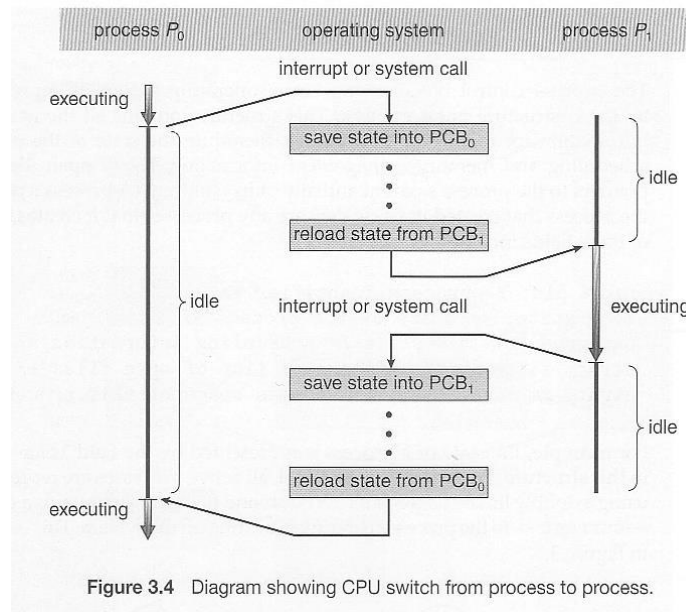 process P0 operating system process P1
interrupt or system call
executing
save state into PCB0
idle
reload state from PCB1
idle
interrupt or system call
executing
save state into PCB1
idle
reload state from PCB0
executing
Figure 3.4 Diagram showing CPU switch from process to process.